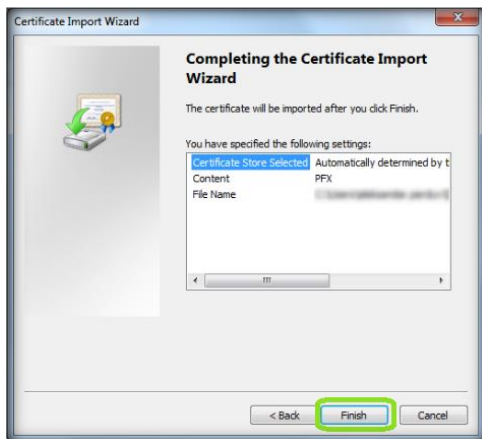 Certificate Import Wizard
Completing the Certificate Import
Wizard
The certificate will be imported after you click Finish.
You have specified the following settings:
Certificate Store Selected Automatically determined by t
Content PFX
File Name
< Back Finish Cancel